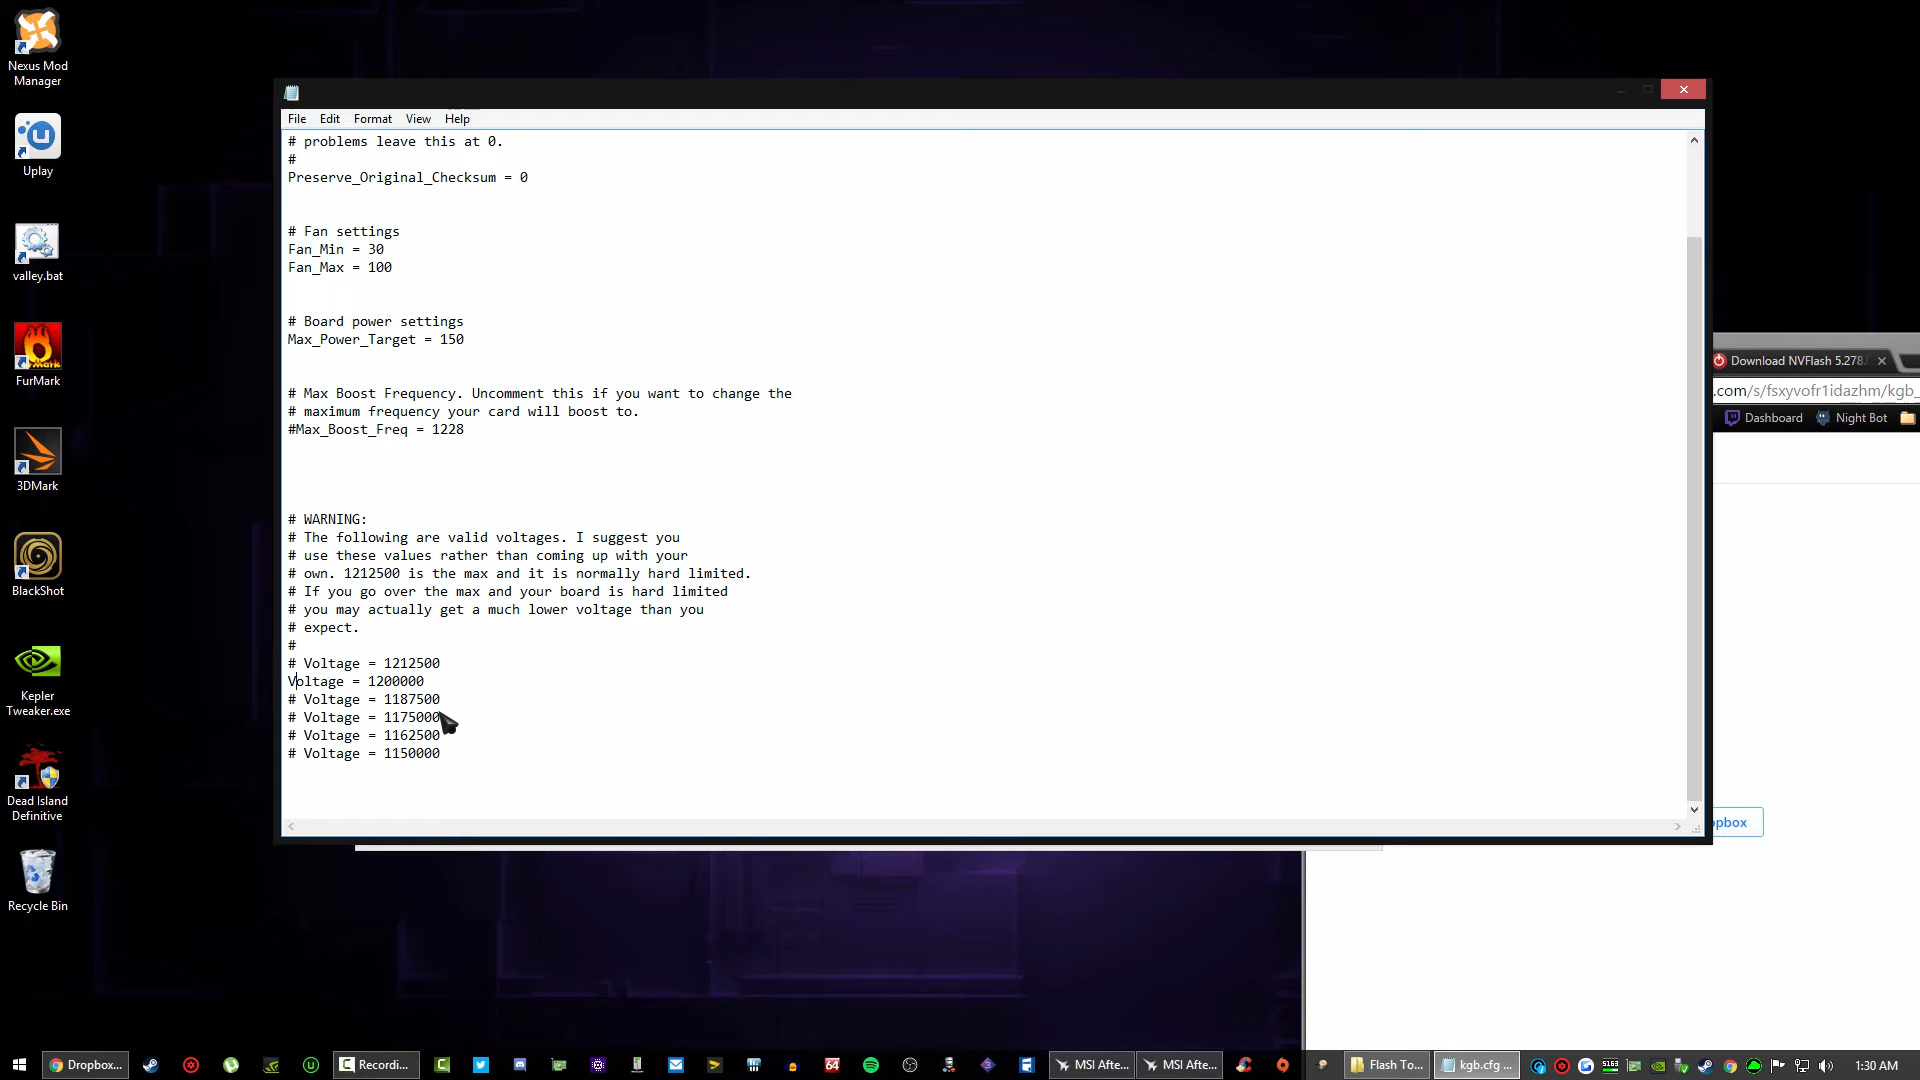 Nexus Mod
Manager
Uplay
valley.bat
FurMark
3DMark
BlackShot
Kepler
Tweaker.exe
Dead Island
Definitive
Recycle Bin
File Edit Format View Help
# problems leave this at 0.
#
Preserve_Original_Checksum = 0
# Fan settings
Fan_Min = 30
Fan_Max = 100
# Board power settings
Max_Power_Target = 150
# Max Boost Frequency. Uncomment this if you want to change the
# maximum frequency your card will boost to.
#Max_Boost_Freq = 1228
# WARNING:
# The following are valid voltages. I suggest you
# use these values rather than coming up with your
# own. 1212500 is the max and it is normally hard limited.
# If you go over the max and your board is hard limited
# you may actually get a much lower voltage than you
# expect.
#
# Voltage = 1212500
Voltage = 1200000
# Voltage = 1187500
# Voltage = 1175000
# Voltage = 1162500
# Voltage = 1150000
Download NVFlash 5.278.
.com/s/fsxyvofr1idazhm/kgb_
Dashboard Night Bot
opbox
Dropbox... Recordi... 64 MSI Afte... MSI Afte... Flash To... kgb.cfg ... 1:30 AM